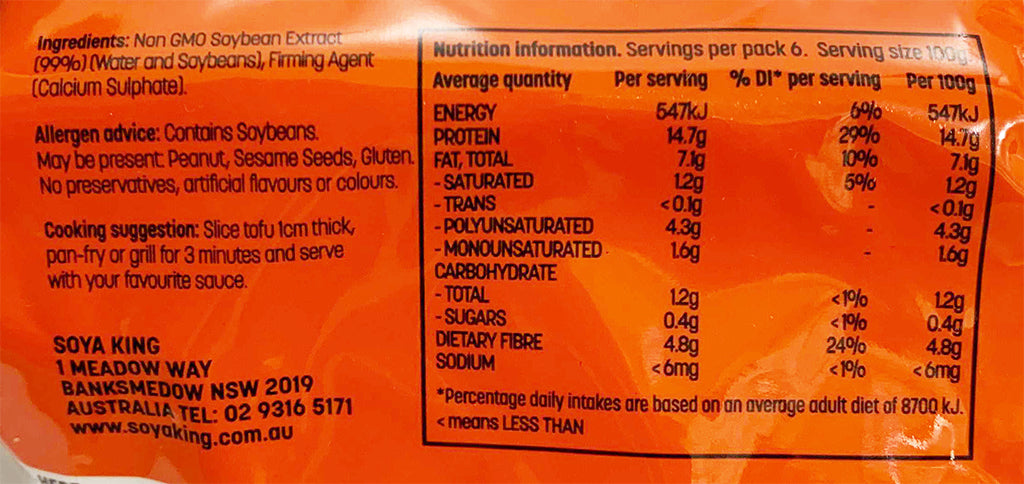 Ingredients: Non GMO Soybean Extract
(99%) (Water and Soybeans), Firming Agent
(Calcium Sulphate).
Allergen advice: Contains Soybeans.
May be present: Peanut, Sesame Seeds, Gluten.
No preservatives, artificial flavours or colours.
Cooking suggestion: Slice tofu 1cm thick,
pan-fry or grill for 3 minutes and serve
with your favourite sauce.
SOYA KING
1 MEADOW WAY
BANKSMEDOW NSW 2019
AUSTRALIA TEL: 02 9316 5171
www.soyaking.com.au
Nutrition information. Servings per pack 6. Serving size 100g
Average quantity Per serving % DI* per serving Per 100g
ENERGY 547kJ 6% 547kJ
PROTEIN 14.7g 29% 14.7g
FAT, TOTAL 7.1g 10% 7.1g
- SATURATED 1.2g 5% 1.2g
- TRANS <0.1g - <0.1g
- POLYUNSATURATED 4.3g - 4.3g
- MONOUNSATURATED 1.6g - 1.6g
CARBOHYDRATE
- TOTAL 1.2g <1% 1.2g
- SUGARS 0.4g <1% 0.4g
DIETARY FIBRE 4.8g 24% 4.8g
SODIUM <6mg <1% <6mg
*Percentage daily intakes are based on an average adult diet of 8700 kJ.
< means LESS THAN